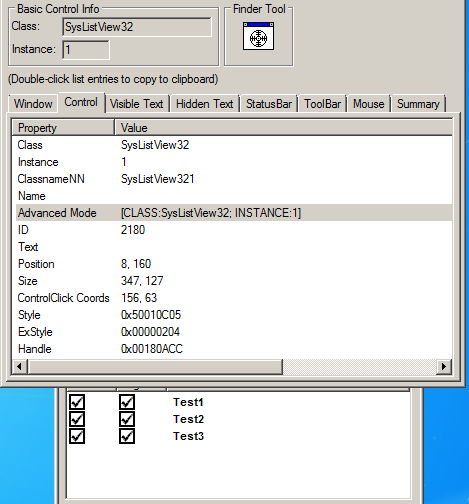 Basic Control Info
Finder Tool
Class: SysListView32
Instance: 1
(Double-click list entries to copy to clipboard)
Window Control Visible Text Hidden Text StatusBar ToolBar Mouse Summary
Property Value
Class SysListView32
Instance 1
ClassnameNN SysListView321
Name
Advanced Mode [CLASS:SysListView32; INSTANCE:1]
ID 2180
Text
Position 8, 160
Size 347, 127
ControlClick Coords 156, 63
Style 0x50010C05
ExStyle 0x00000204
Handle 0x00180ACC
Test1
Test2
Test3